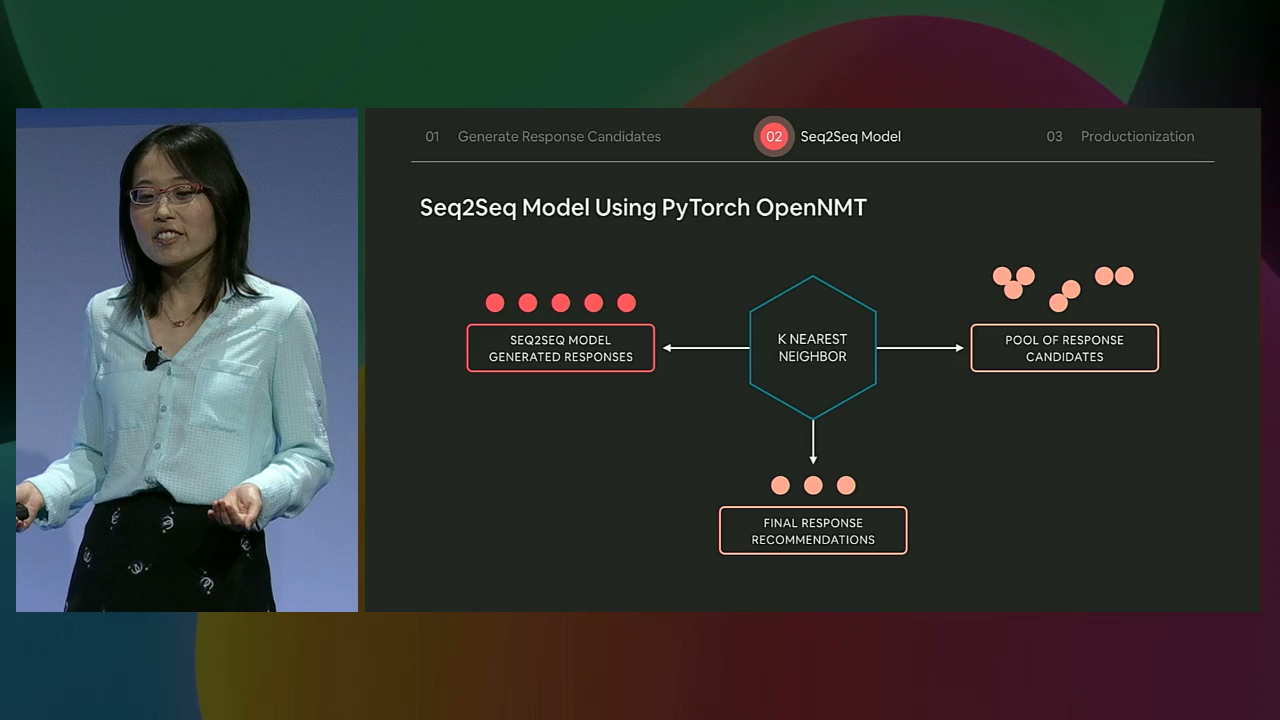 01 Generate Response Candidates 02 Seq2Seq Model 03 Productionization
Seq2Seq Model Using PyTorch OpenNMT
SEQ2SEQ MODEL
GENERATED RESPONSES
K NEAREST
NEIGHBOR
POOL OF RESPONSE
CANDIDATES
FINAL RESPONSE
RECOMMENDATIONS